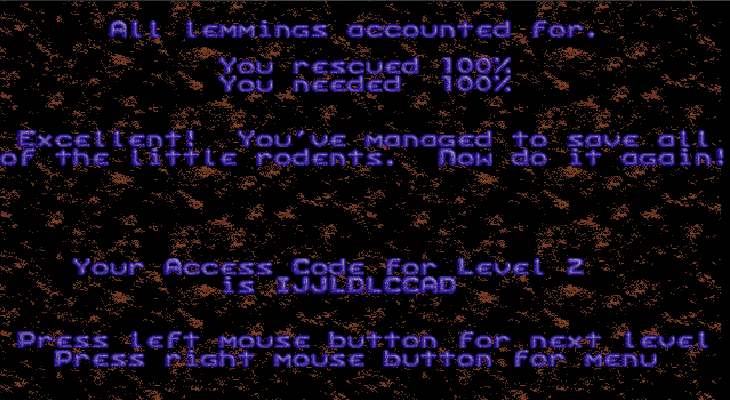 All lemmings accounted for.
You rescued 100%
You needed 100%
Excellent! You've managed to save all
of the little rodents. Now do it again!
Your Access Code for Level 2
is IJJLDLCCAD
Press left mouse button for next level
Press right mouse button for menu